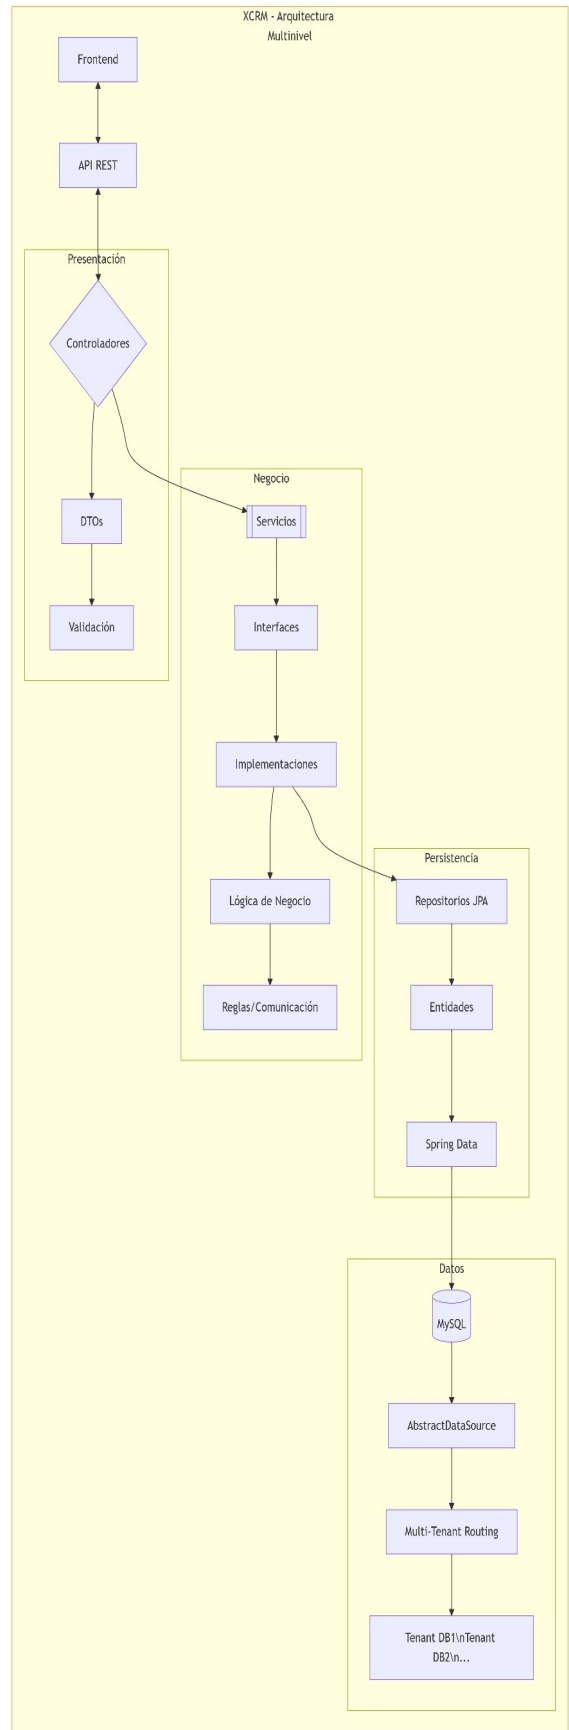 XCRM - Arquitectura
Multinivel
Frontend
API REST
Presentación
Controladores
DTOs
Validación
Negocio
Servicios
Interfaces
Implementaciones
Lógica de Negocio
Reglas/Comunicación
Persistencia
Repositorios JPA
Entidades
Spring Data
Datos
MySQL
AbstractDataSource
Multi-Tenant Routing
Tenant DB1\nTenant
DB2\n...